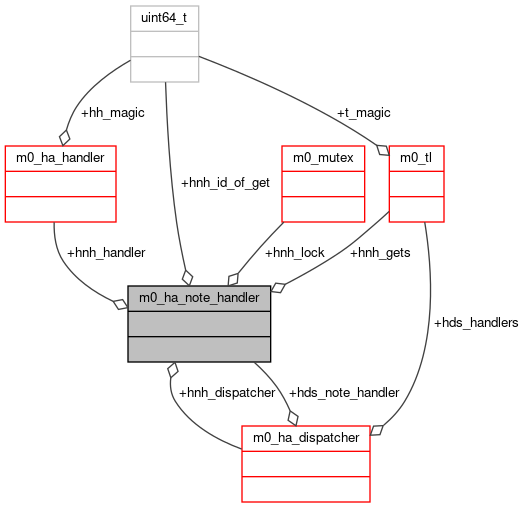 uint64_t
+hh_magic
+t_magic
m0_ha_handler
m0_mutex
m0_tl
+hnh_id_of_get
+hnh_handler
+hnh_lock
+hnh_gets
m0_ha_note_handler
+hds_handlers
+hnh_dispatcher
+hds_note_handler
m0_ha_dispatcher